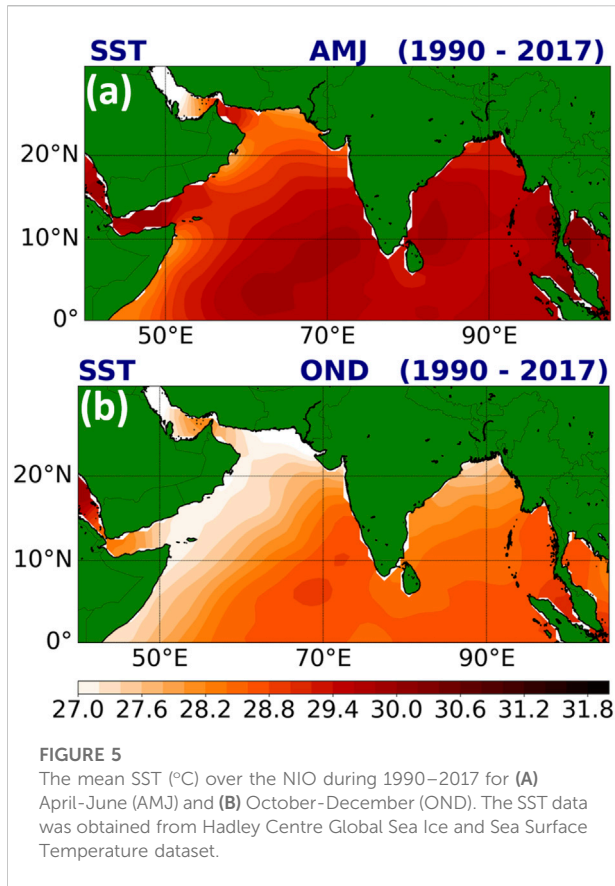 SST AMJ (1990 - 2017)
(a)
20°N
10°N
0°
50°E 70°E 90°E
SST OND (1990 - 2017)
(b)
20°N
10°N
0°
50°E 70°E 90°E
27.0 27.6 28.2 28.8 29.4 30.0 30.6 31.2 31.8
FIGURE 5
The mean SST (°C) over the NIO during 1990–2017 for (A)
April-June (AMJ) and (B) October-December (OND). The SST data
was obtained from Hadley Centre Global Sea Ice and Sea Surface
Temperature dataset.